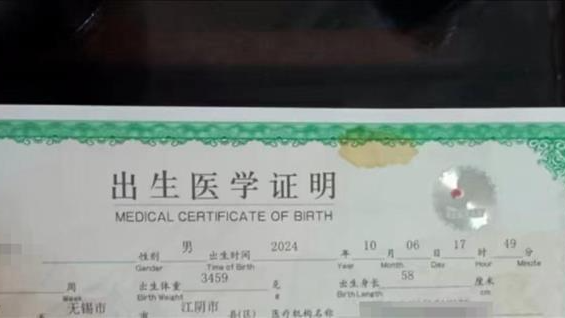 出生医学证明
MEDICAL CERTIFICATE OF BIRTH
性别 男 出生时间 2024 年 10 06 17 时 49 分
Gender Time of Birth Year Month Day Hour Minute
周 出生体重 3459 克 出生身长 58 厘米
Week Birth Weight g Birth Length cm
无锡市 市 江阴市 县(区) 医疗机构名称